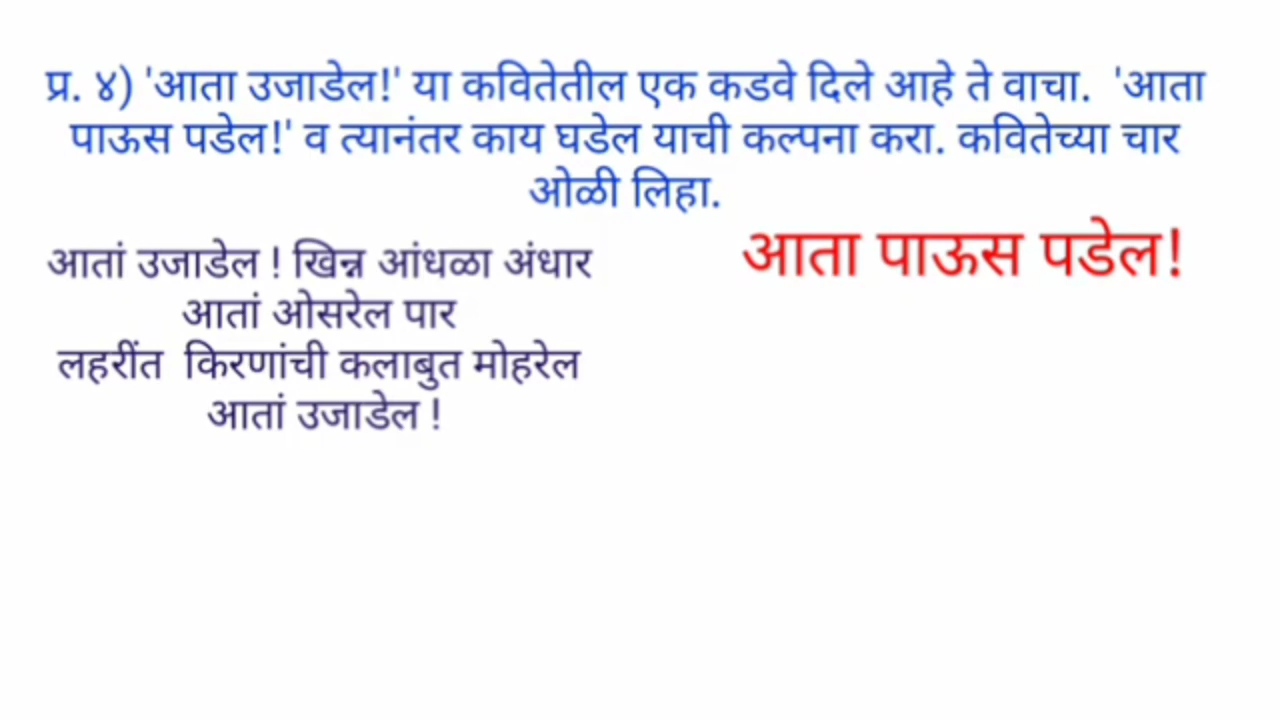 प्र. ४) 'आता उजाडेल!' या कवितेतील एक कडवे दिले आहे ते वाचा. 'आता
पाऊस पडेल!' व त्यानंतर काय घडेल याची कल्पना करा. कवितेच्या चार
ओळी लिहा.
आता पाऊस पडेल!
आतां उजाडेल ! खिन्न आंधळा अंधार
आतां ओसरेल पार
लहरींत किरणांची कलाबुत मोहरेल
आतां उजाडेल !